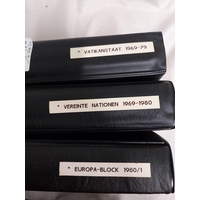 * VATIKANSTAAT 1969-79
* VEREINTE NATIONEN 1969-1980
* EUROPA-BLOCK 1980/1